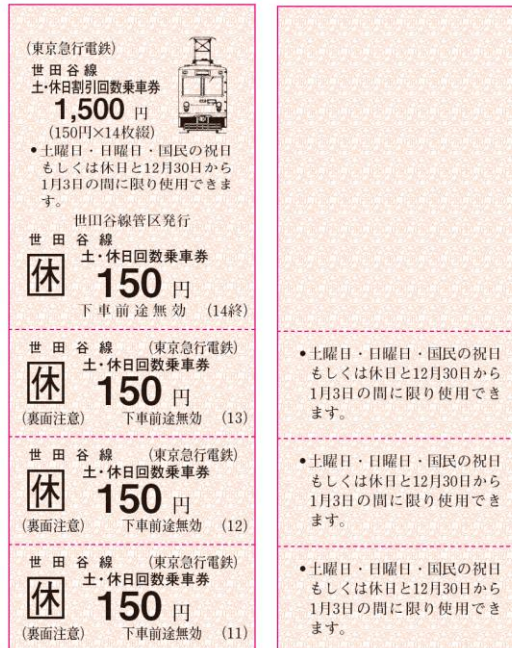 (東京急行電鉄)
世田谷線
土・休日割引回数乗車券
1,500 円
(150円×14枚綴)
●土曜日・日曜日・国民の祝日
もしくは休日と12月30日から
1月3日の間に限り使用できま
す。
世田谷線管区発行
世 田 谷 線
土・休日回数乗車券
休 150 円
下車前途無効 (14終)
世 田 谷 線 (東京急行電鉄)
土・休日回数乗車券
休 150 円
(裏面注意) 下車前途無効 (13)
世 田 谷 線 (東京急行電鉄)
土・休日回数乗車券
休 150 円
(裏面注意) 下車前途無効 (12)
世 田 谷 線 (東京急行電鉄)
土・休日回数乗車券
休 150 円
(裏面注意) 下車前途無効 (11)
●土曜日・日曜日・国民の祝日
もしくは休日と12月30日から
1月3日の間に限り使用でき
ます。
●土曜日・日曜日・国民の祝日
もしくは休日と12月30日から
1月3日の間に限り使用でき
ます。
●土曜日・日曜日・国民の祝日
もしくは休日と12月30日から
1月3日の間に限り使用でき
ます。